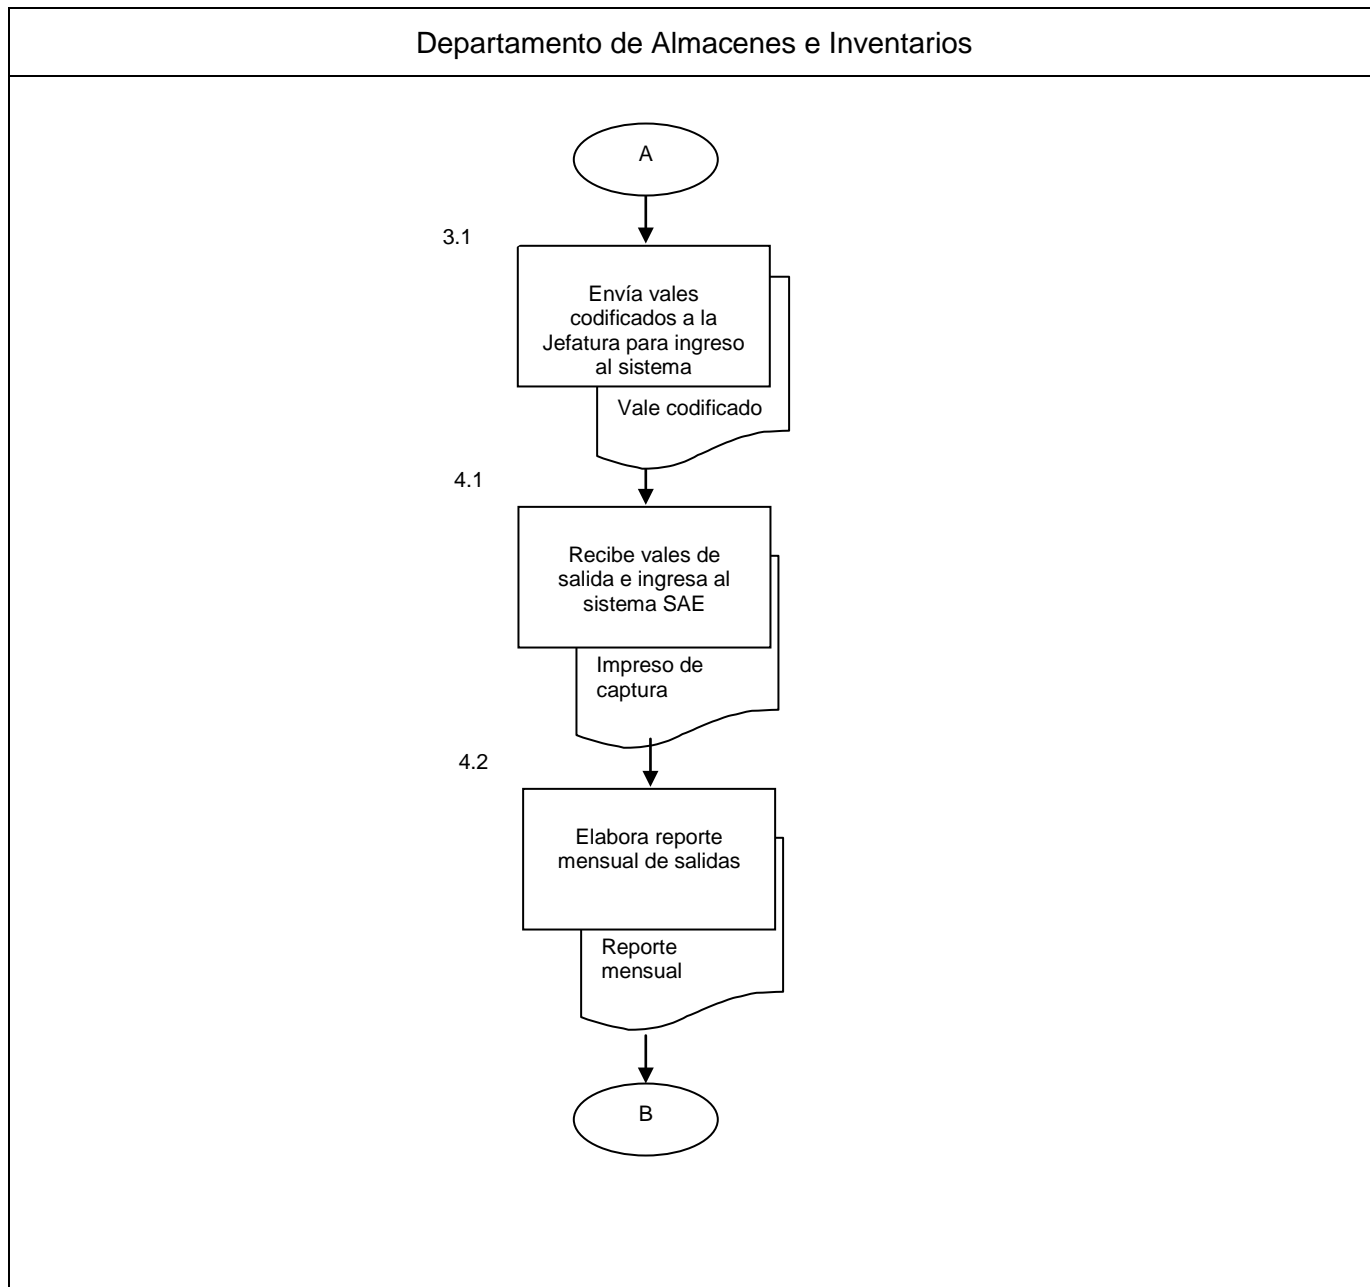 Departamento de Almacenes e Inventarios
A
3.1
Envía vales
codificados a la
Jefatura para ingreso
al sistema
Vale codificado
4.1
Recibe vales de
salida e ingresa al
sistema SAE
Impreso de
captura
4.2
Elabora reporte
mensual de salidas
Reporte
mensual
B